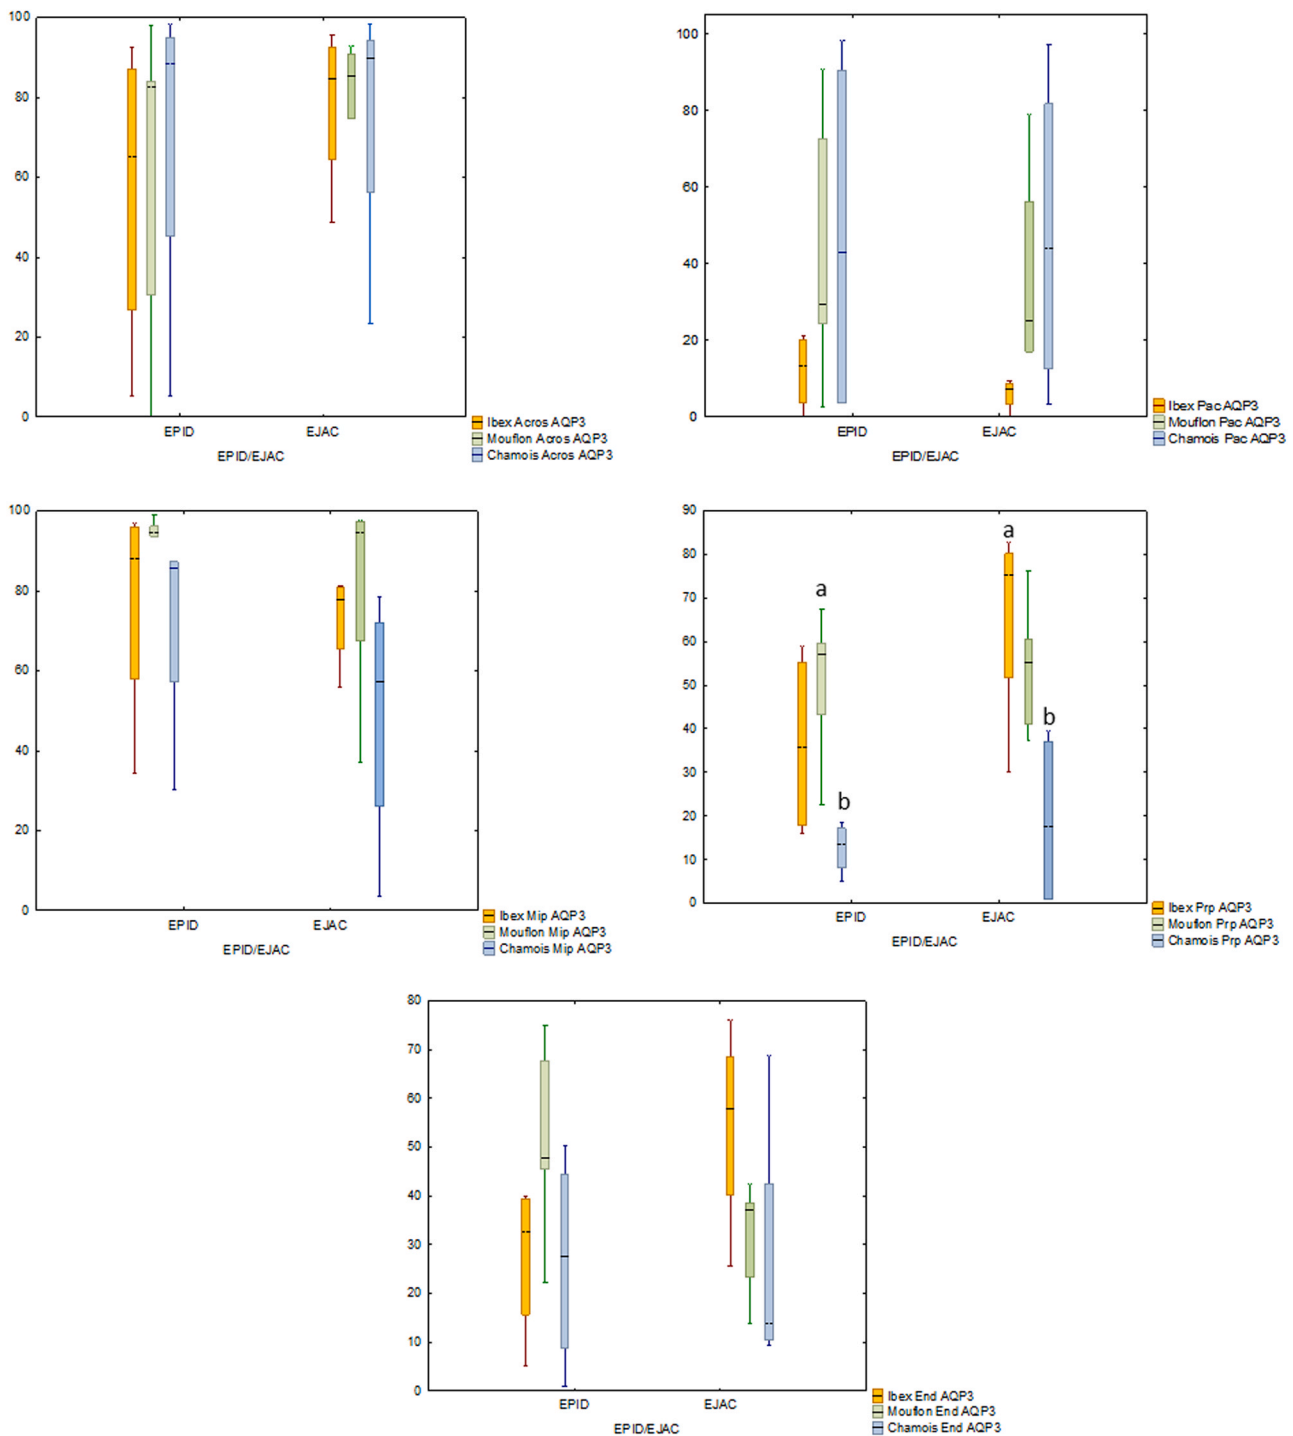 100
80
60
40
20
0
EPID
EJAC
EPID/EJAC
Ibex Acros AQP3
Mouflon Acros AQP3
Chamois Acros AQP3
100
80
60
40
20
0
EPID
EJAC
EPID/EJAC
Ibex Pac AQP3
Mouflon Pac AQP3
Chamois Pac AQP3
100
80
60
40
20
0
EPID
EJAC
EPID/EJAC
Ibex Mip AQP3
Mouflon Mip AQP3
Chamois Mip AQP3
90
80
70
60
50
40
30
20
10
0
a
b
a
b
EPID
EJAC
EPID/EJAC
Ibex Prp AQP3
Mouflon Prp AQP3
Chamois Prp AQP3
80
70
60
50
40
30
20
10
0
EPID
EJAC
EPID/EJAC
Ibex End AQP3
Mouflon End AQP3
Chamois End AQP3